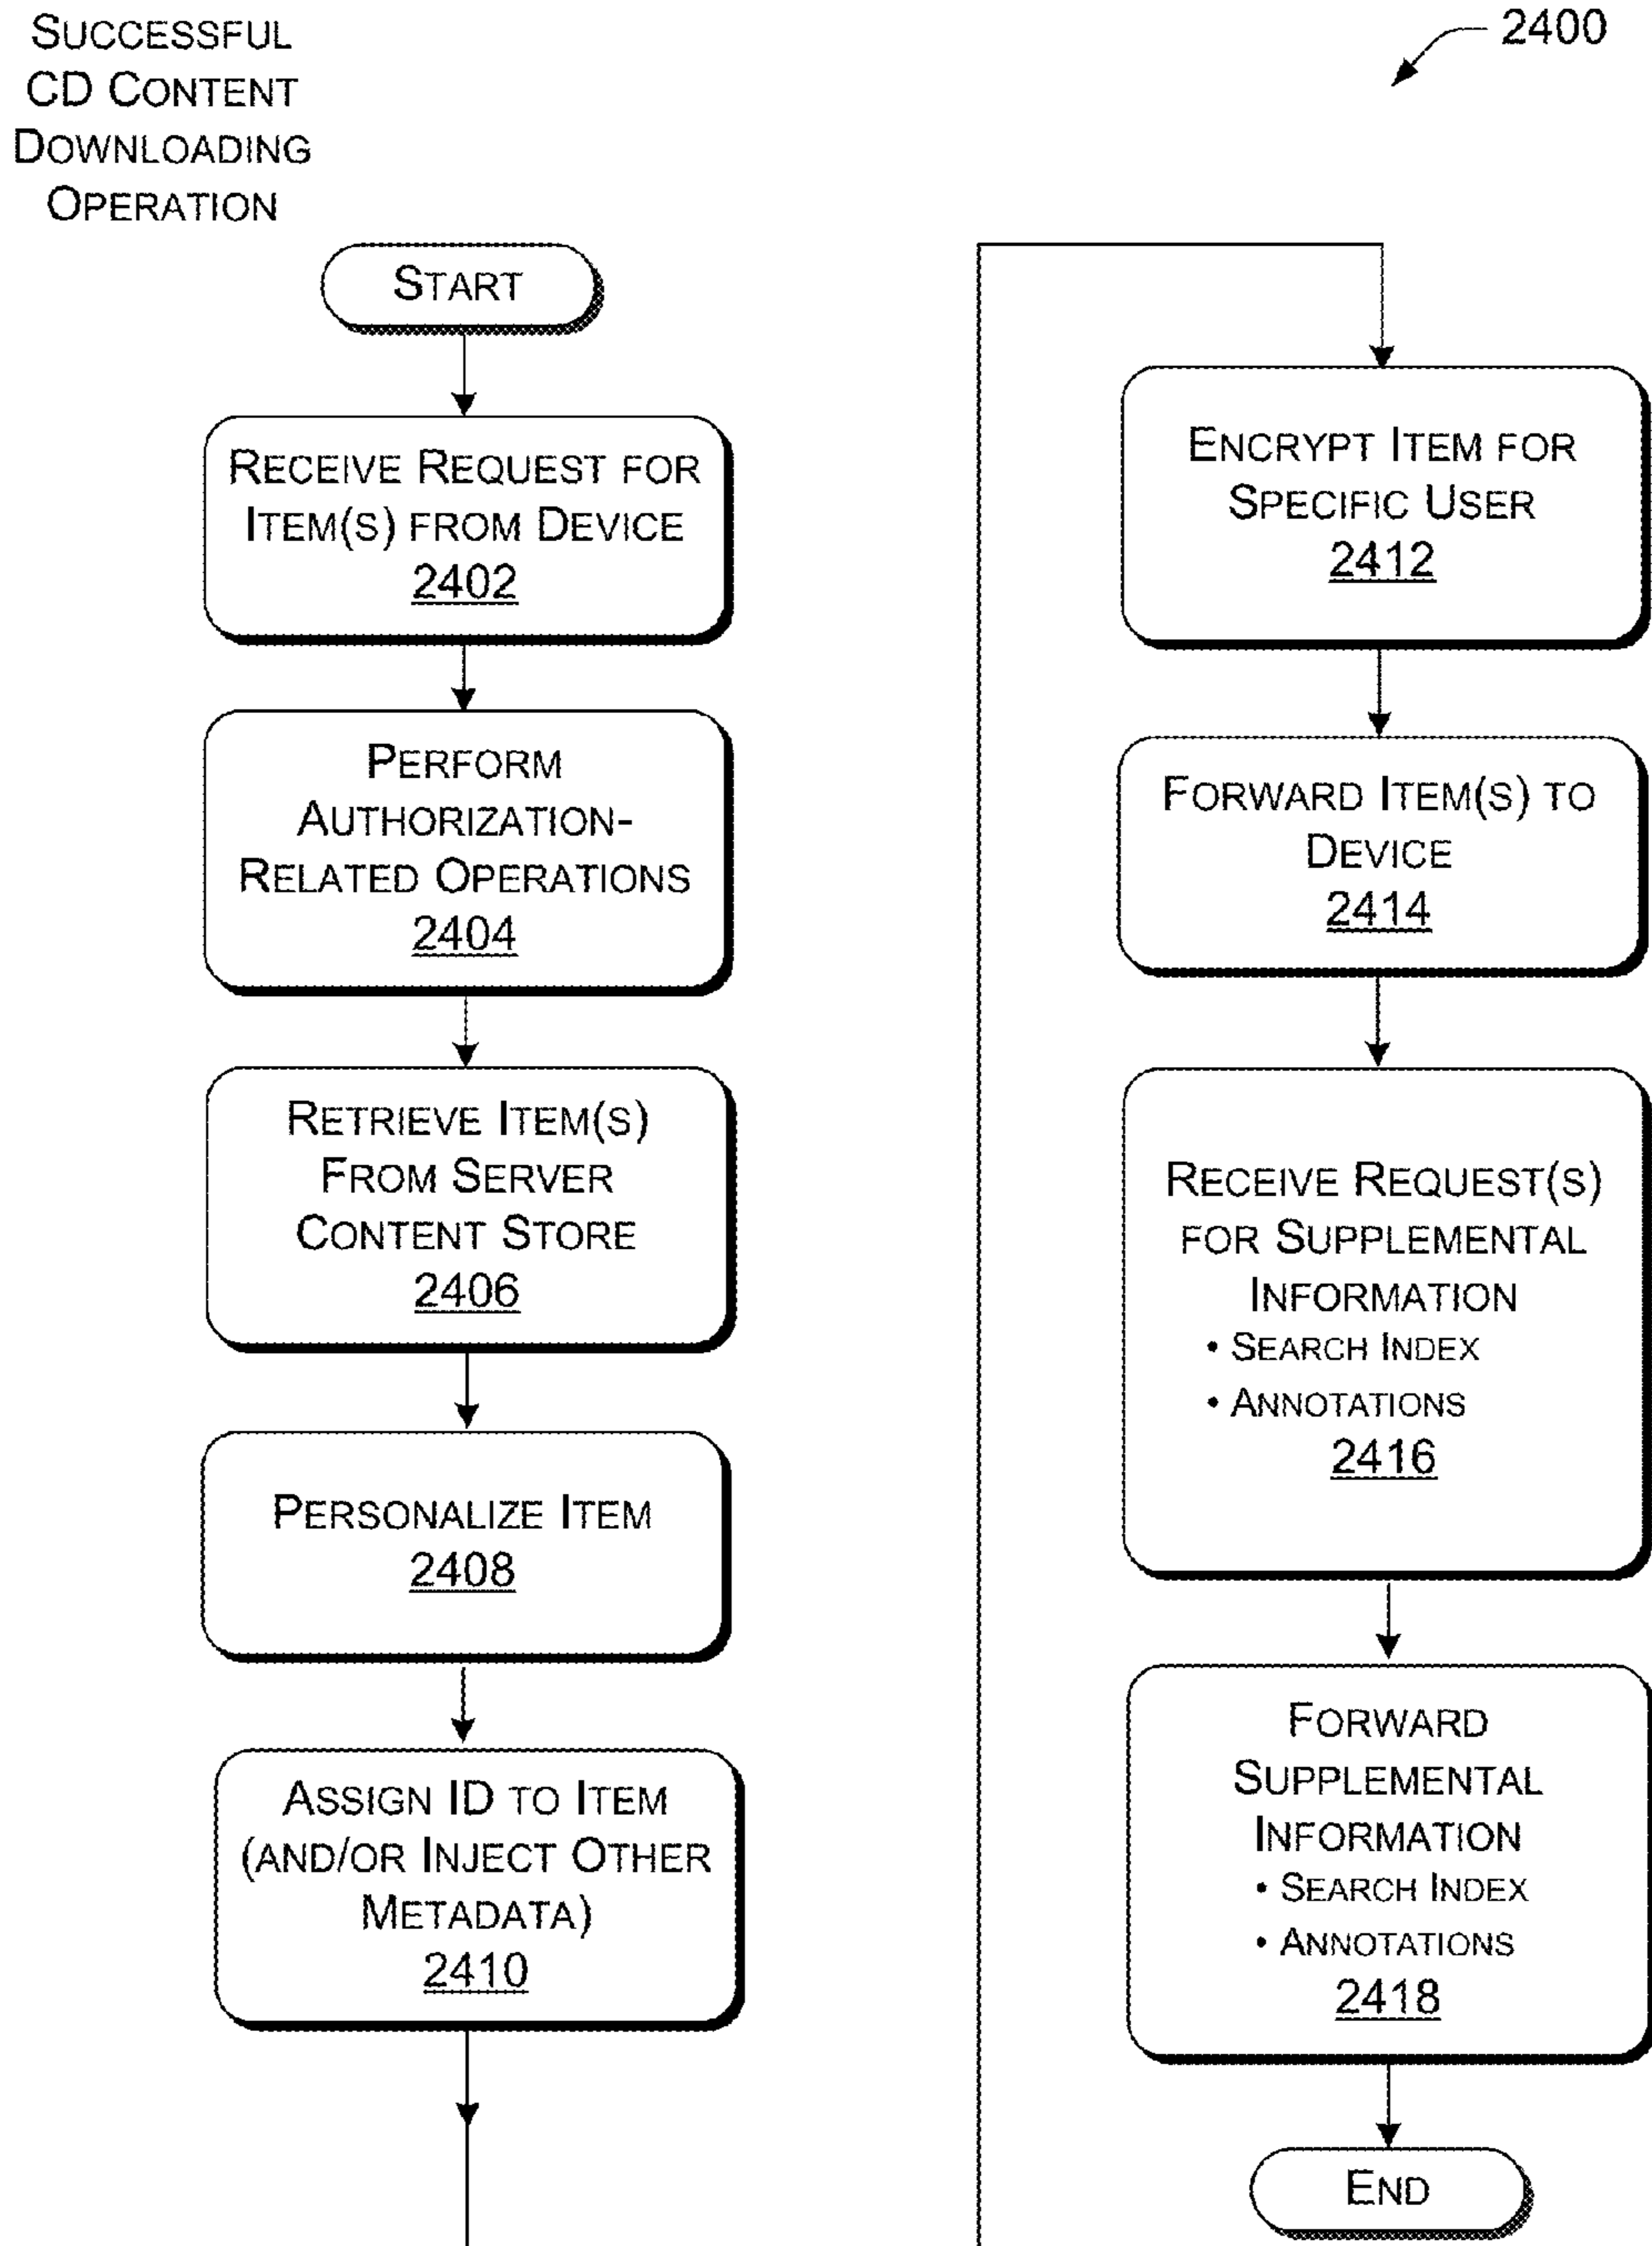 SUCCESSFUL
CD CONTENT
DOWNLOADING
OPERATION
2400
START
RECEIVE REQUEST FOR
ITEM(S) FROM DEVICE
2402
PERFORM
AUTHORIZATION-
RELATED OPERATIONS
2404
RETRIEVE ITEM(S)
FROM SERVER
CONTENT STORE
2406
PERSONALIZE ITEM
2408
ASSIGN ID TO ITEM
(AND/OR INJECT OTHER
METADATA)
2410
ENCRYPT ITEM FOR
SPECIFIC USER
2412
FORWARD ITEM(S) TO
DEVICE
2414
RECEIVE REQUEST(S)
FOR SUPPLEMENTAL
INFORMATION
• SEARCH INDEX
• ANNOTATIONS
2416
FORWARD
SUPPLEMENTAL
INFORMATION
• SEARCH INDEX
• ANNOTATIONS
2418
END